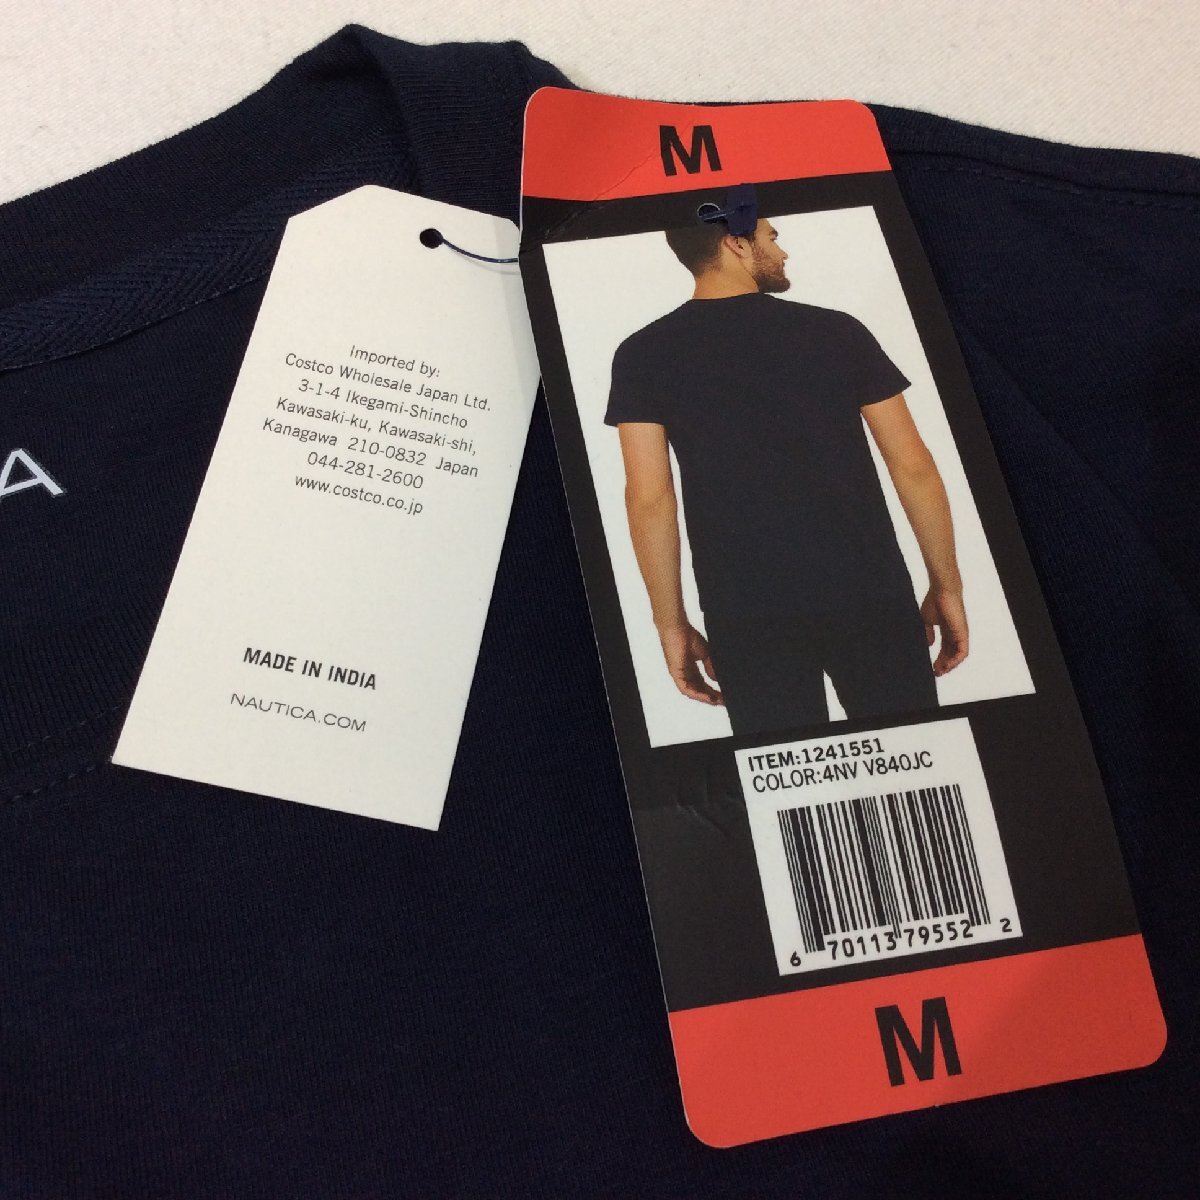 M
Imported by:
Costco Wholesale Japan Ltd.
3-1-4 Ikegami-Shincho
Kawasaki-ku, Kawasaki-shi,
Kanagawa 210-0832 Japan
044-281-2600
www.costco.co.jp
MADE IN INDIA
NAUTICA.COM
A
ITEM:1241551
COLOR:4NV V840JC
6 70113 79552 2
M